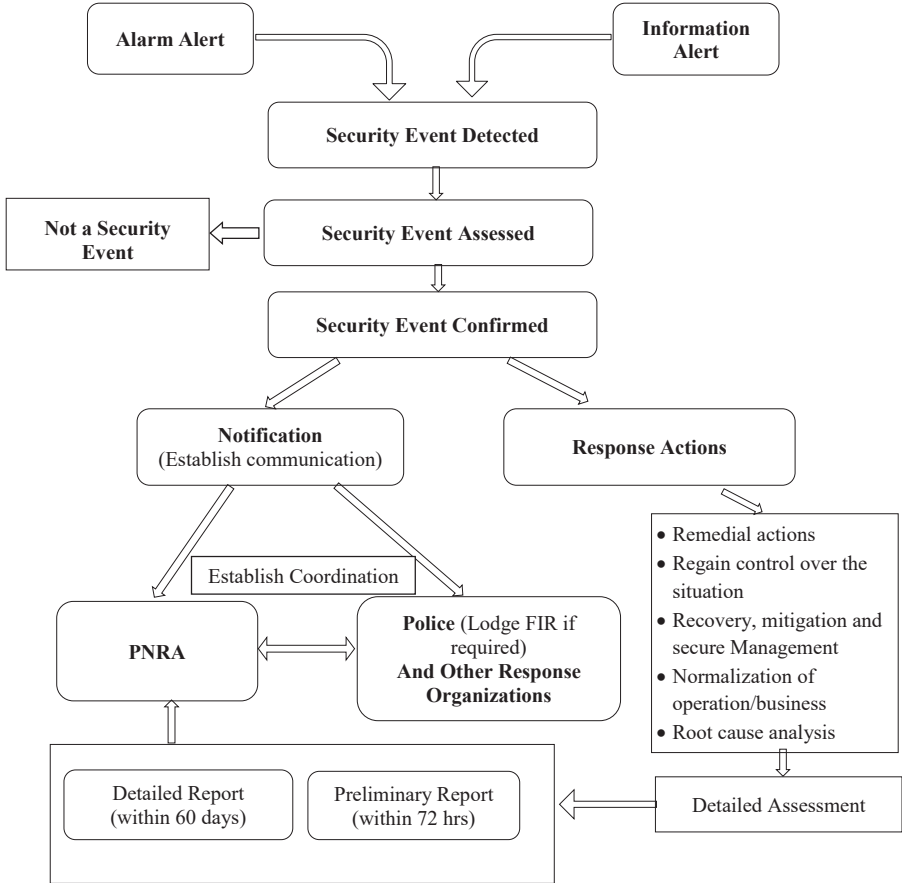 Alarm Alert
Information
Alert
Security Event Detected
Not a Security
Event
Security Event Assessed
Security Event Confirmed
Notification
(Establish communication)
Response Actions
• Remedial actions
• Regain control over the
situation
• Recovery, mitigation and
secure Management
• Normalization of
operation/business
• Root cause analysis
Establish Coordination
PNRA
Police (Lodge FIR if
required)
And Other Response
Organizations
Detailed Report
(within 60 days)
Preliminary Report
(within 72 hrs)
Detailed Assessment